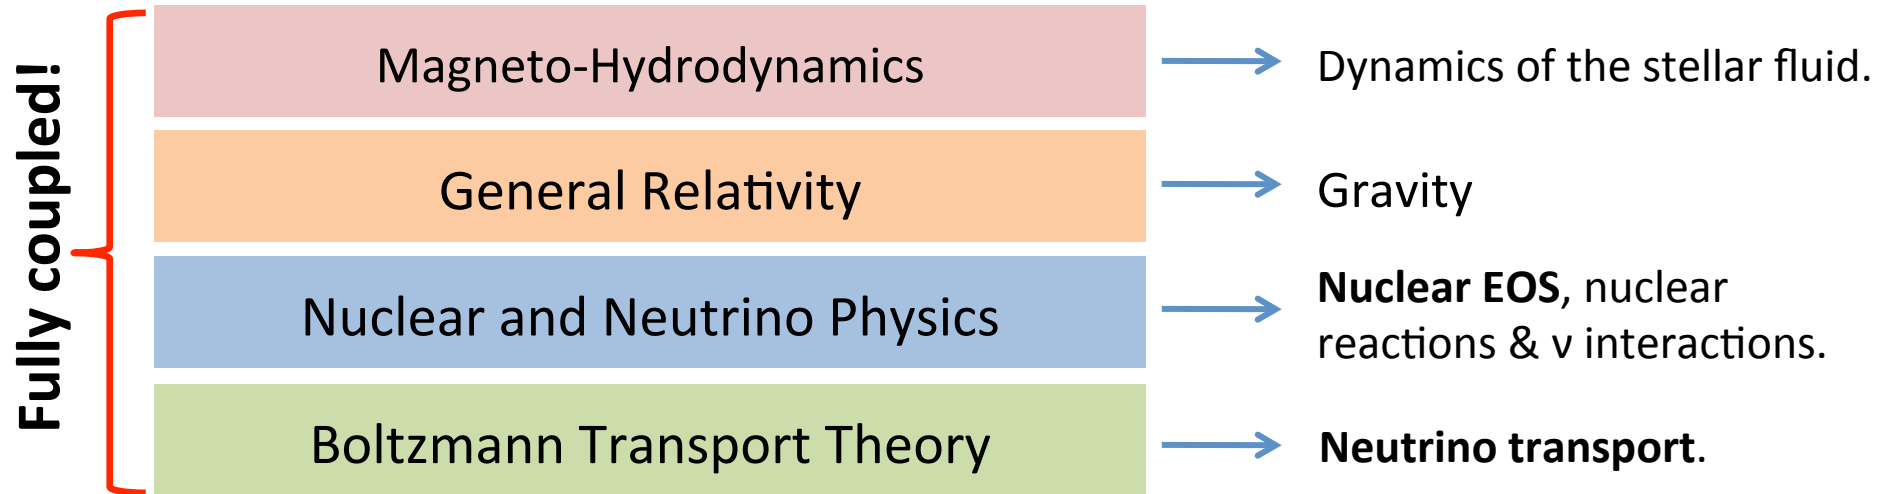 Fully coupled!
Magneto-Hydrodynamics
Dynamics of the stellar fluid.
General Relativity
Gravity
Nuclear and Neutrino Physics
Nuclear EOS, nuclear
reactions & ν interactions.
Boltzmann Transport Theory
Neutrino transport.